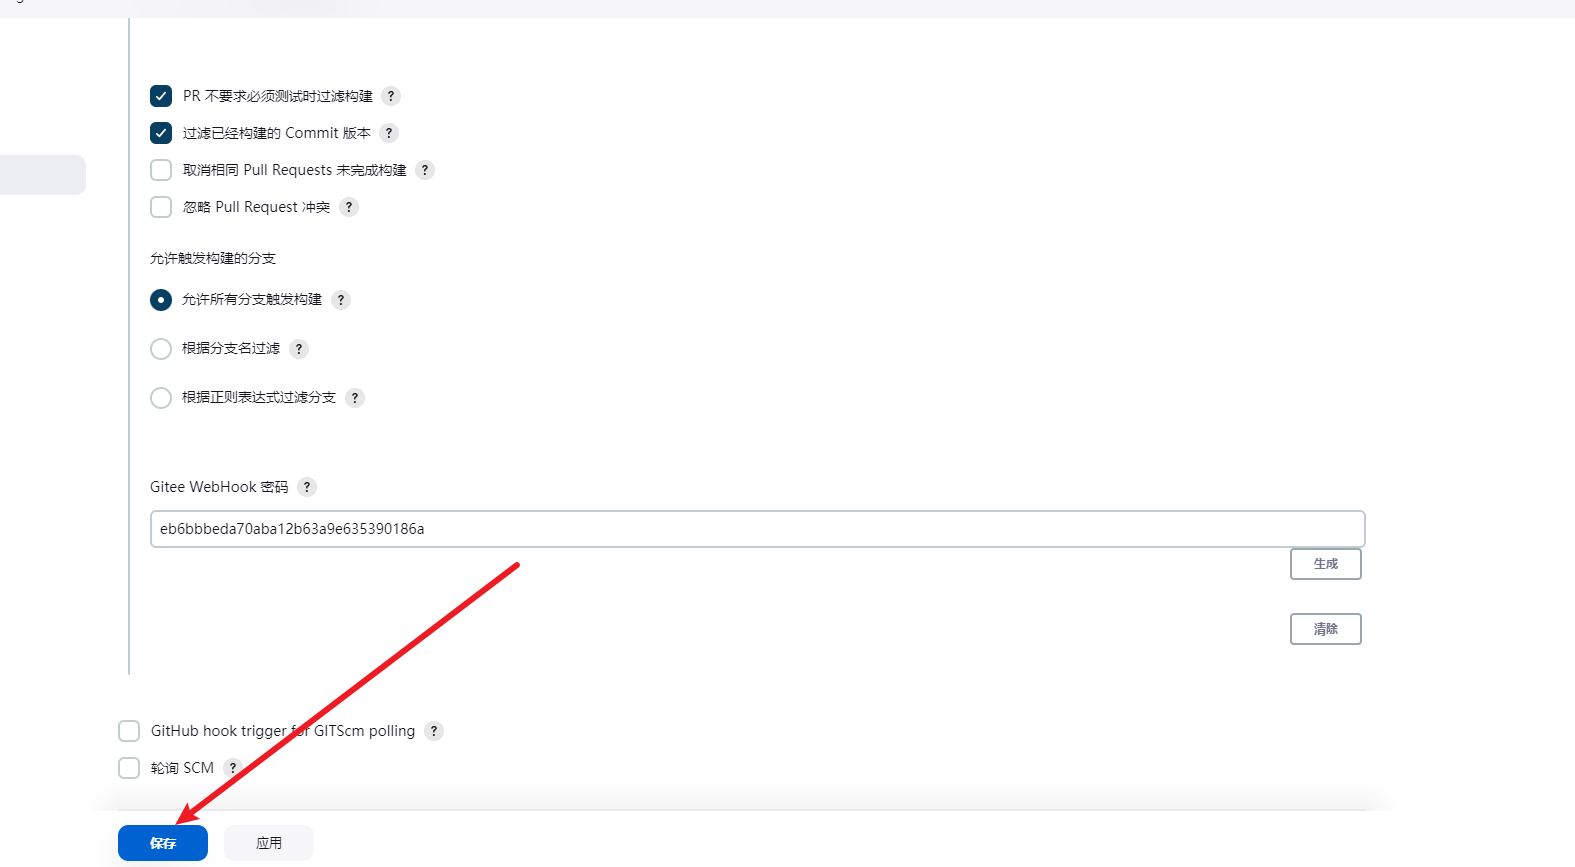 PR 不要求必须测试时过滤构建 ?
过滤已经构建的 Commit 版本 ?
取消相同 Pull Requests 未完成构建 ?
忽略 Pull Request 冲突 ?
允许触发构建的分支
允许所有分支触发构建 ?
根据分支名过滤 ?
根据正则表达式过滤分支 ?
Gitee WebHook 密码 ?
eb6bbbeda70aba12b63a9e635390186a
生成
清除
GitHub hook trigger for GITScm polling ?
轮询 SCM ?
保存 应用